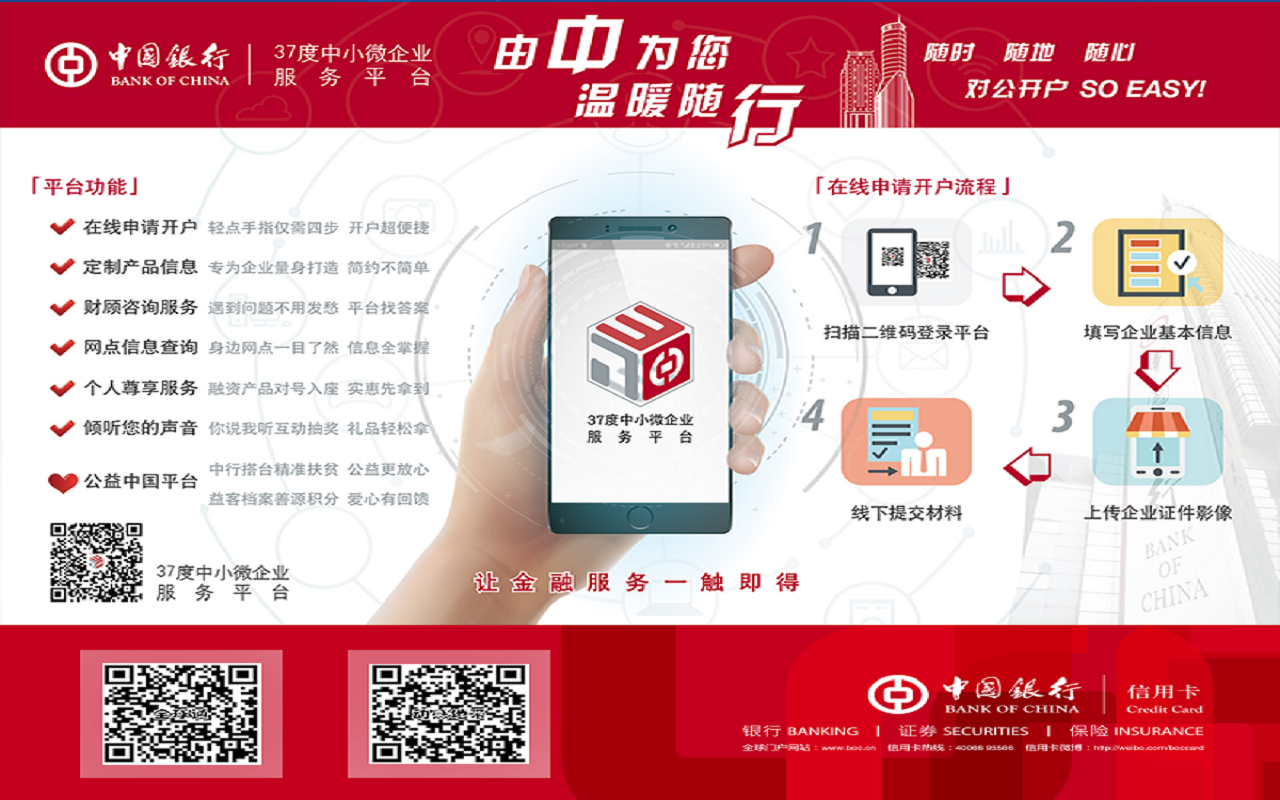 中国银行
BANK OF CHINA
37度中小微企业
服务平台
由中为您
温暖随行
随时 随地 随心
对公开户 SO EASY!
「平台功能」
在线申请开户 轻点手指仅需四步 开户超便捷
定制产品信息 专为企业量身打造 简约不简单
财顾咨询服务 遇到问题不用发愁 平台找答案
网点信息查询 身边网点一目了然 信息全掌握
个人尊享服务 融资产品对号入座 实惠先拿到
倾听您的声音 你说我听互动抽奖 礼品轻松拿
公益中国平台 中行搭台精准扶贫 公益更放心
益客档案善源积分 爱心有回馈
37度中小微企业
服务平台
37度中小微企业
服务平台
让金融服务一触即得
「在线申请开户流程」
1
扫描二维码登录平台
2
填写企业基本信息
3
上传企业证件影像
4
线下提交材料
BANK
OF
CHINA
中国銀行
BANK OF CHINA
信用卡
Credit Card
银行 BANKING | 证券 SECURITIES | 保险 INSURANCE
全球门户网站：www.boc.cn 信用卡热线：40066 95566 信用卡微博：http://weibo.com/boccard